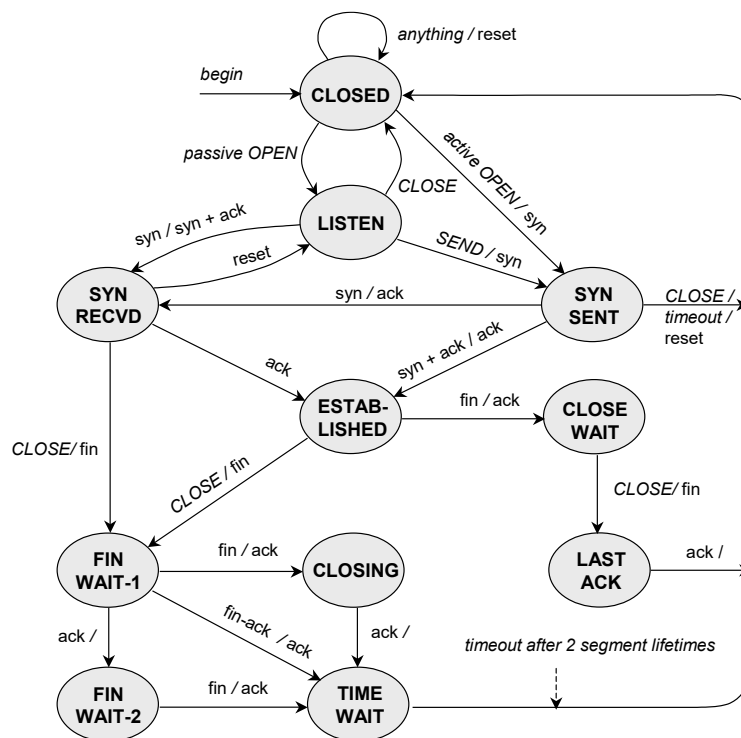 anything / reset
begin
CLOSED
passive OPEN
CLOSE
active OPEN / syn
LISTEN
syn / syn + ack
SEND / syn
reset
SYN
RECVD
syn / ack
SYN
SENT
CLOSE /
timeout /
reset
ack
syn + ack / ack
ESTAB-
LISHED
fin / ack
CLOSE
WAIT
CLOSE/ fin
CLOSE / fin
CLOSE/ fin
FIN
WAIT-1
fin / ack
CLOSING
LAST
ACK
ack /
ack /
fin-ack / ack
ack /
timeout after 2 segment lifetimes
FIN
WAIT-2
fin / ack
TIME
WAIT